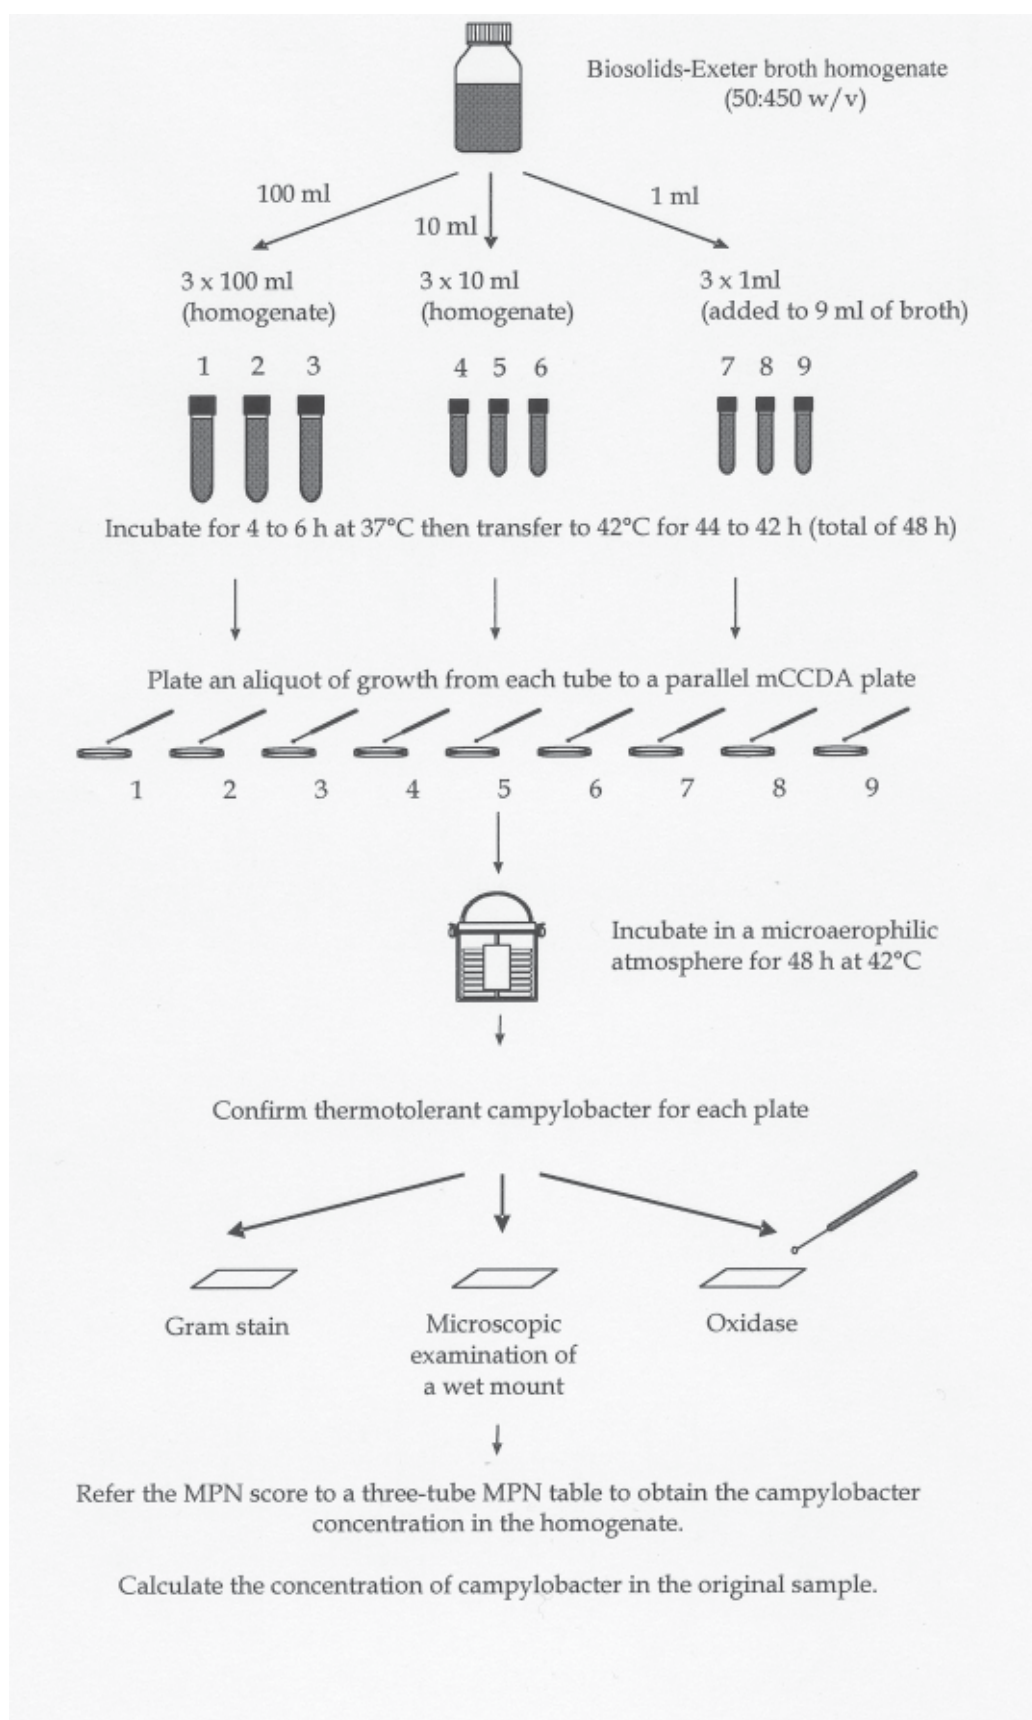 Biosolids-Exeter broth homogenate
(50:450 w/v)
100 ml
10 ml
1 ml
3 x 100 ml
(homogenate)
3 x 10 ml
(homogenate)
3 x 1ml
(added to 9 ml of broth)
1 2 3
4 5 6
7 8 9
Incubate for 4 to 6 h at 37°C then transfer to 42°C for 44 to 42 h (total of 48 h)
Plate an aliquot of growth from each tube to a parallel mCCDA plate
1 2 3 4 5 6 7 8 9
Incubate in a microaerophilic
atmosphere for 48 h at 42°C
Confirm thermotolerant campylobacter for each plate
Gram stain
Microscopic
examination of
a wet mount
Oxidase
Refer the MPN score to a three-tube MPN table to obtain the campylobacter
concentration in the homogenate.
Calculate the concentration of campylobacter in the original sample.